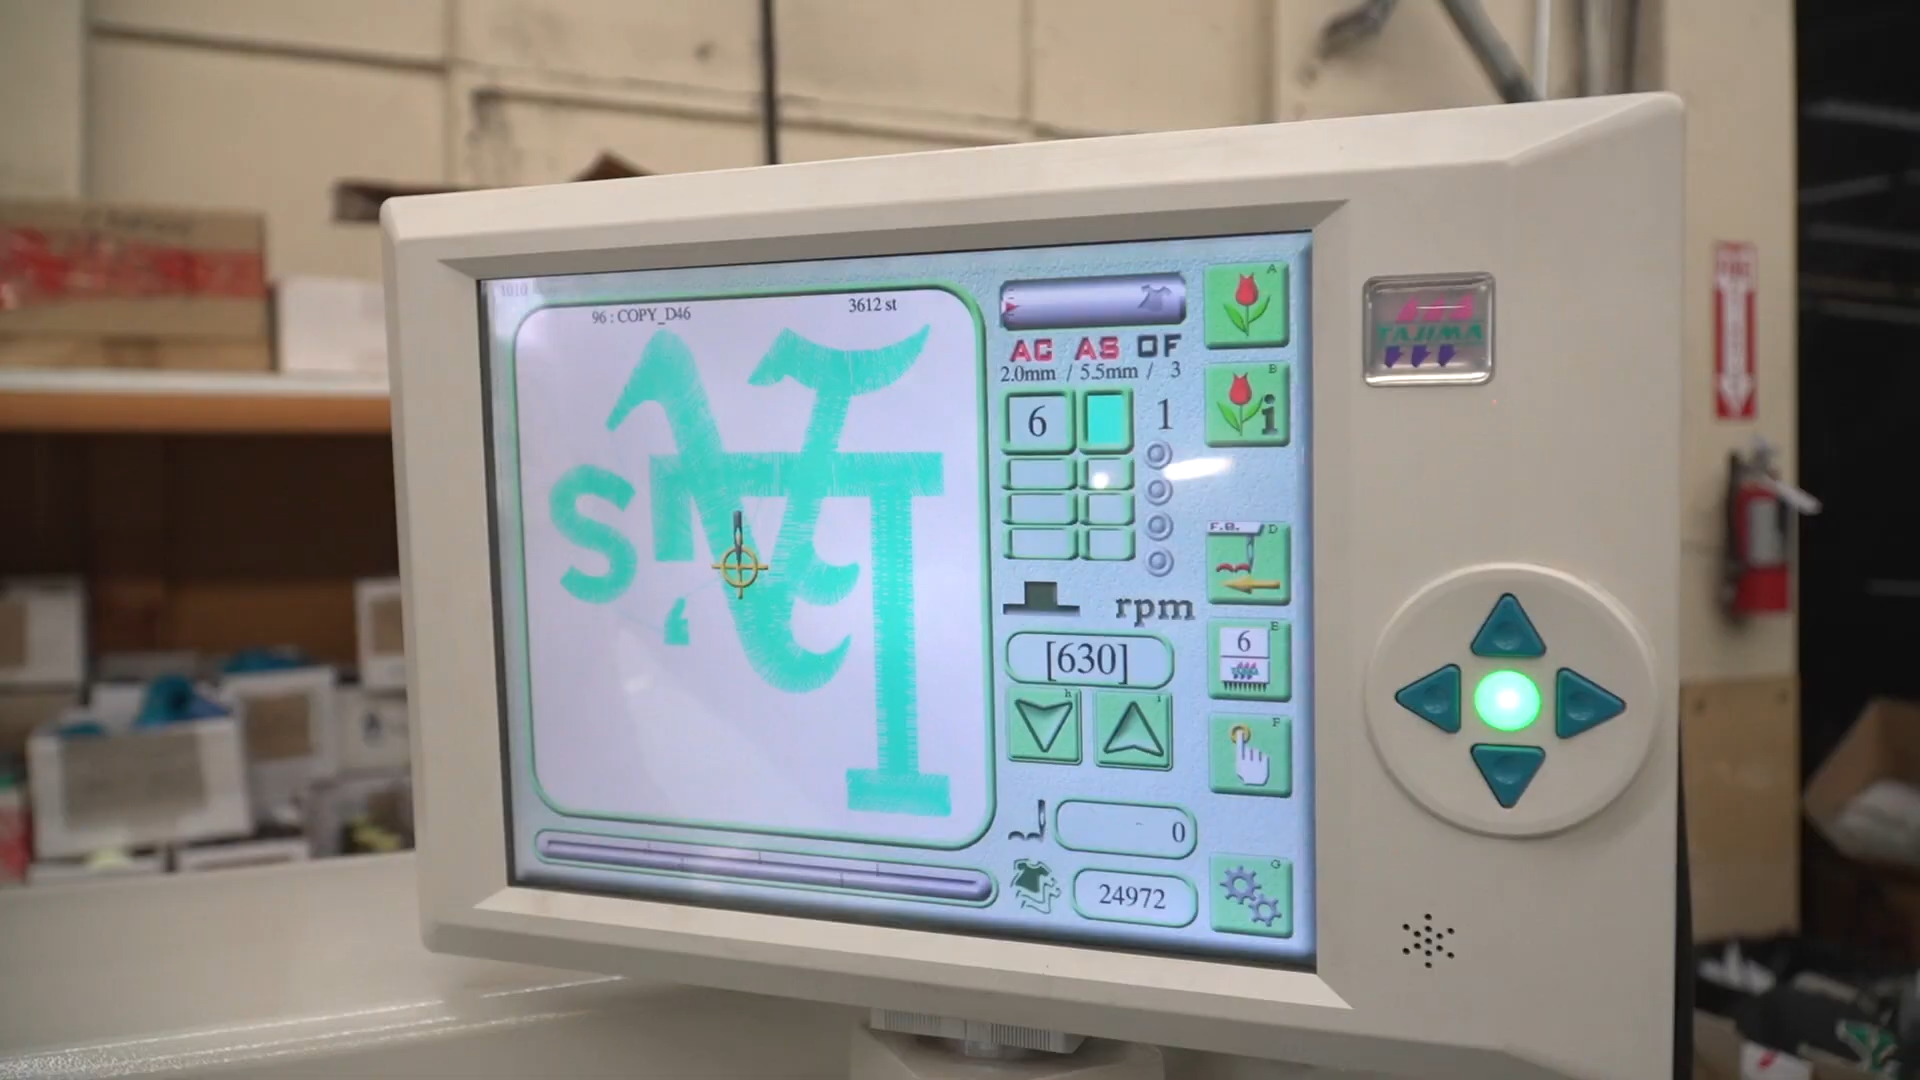 96 : COPY_D46
3612 st
AC AS OF
2.0mm / 5.5mm / 3
6
1
rpm
[630]
0
24972
A
B
i
F.B.
D
E
6
F
G
h
i
TAJIMA